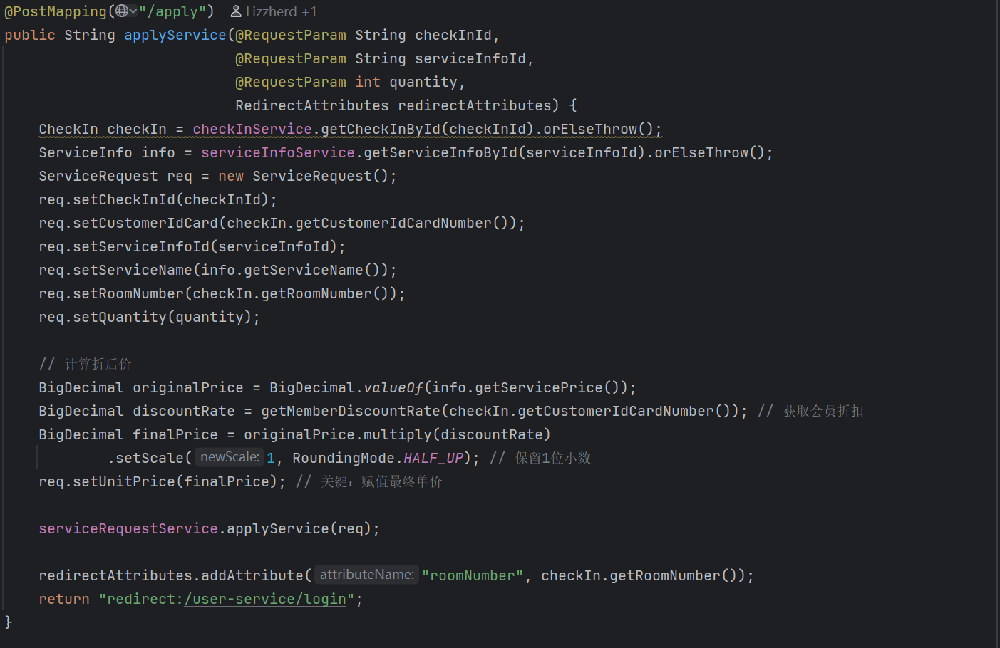 @PostMapping("/apply") Lizzherd +1
public String applyService(@RequestParam String checkInId,
@RequestParam String serviceInfoId,
@RequestParam int quantity,
RedirectAttributes redirectAttributes) {
CheckIn checkIn = checkInService.getCheckInById(checkInId).orElseThrow();
ServiceInfo info = serviceInfoService.getServiceInfoById(serviceInfoId).orElseThrow();
ServiceRequest req = new ServiceRequest();
req.setCheckInId(checkInId);
req.setCustomerIdCard(checkIn.getCustomerIdCardNumber());
req.setServiceInfoId(serviceInfoId);
req.setServiceName(info.getServiceName());
req.setRoomNumber(checkIn.getRoomNumber());
req.setQuantity(quantity);
// 计算折后价
BigDecimal originalPrice = BigDecimal.valueOf(info.getServicePrice());
BigDecimal discountRate = getMemberDiscountRate(checkIn.getCustomerIdCardNumber()); // 获取会员折扣
BigDecimal finalPrice = originalPrice.multiply(discountRate)
.setScale( newScale: 1, RoundingMode.HALF_UP); // 保留1位小数
req.setUnitPrice(finalPrice); // 关键：赋值最终单价
serviceRequestService.applyService(req);
redirectAttributes.addAttribute( attributeName: "roomNumber", checkIn.getRoomNumber());
return "redirect:/user-service/login";
}